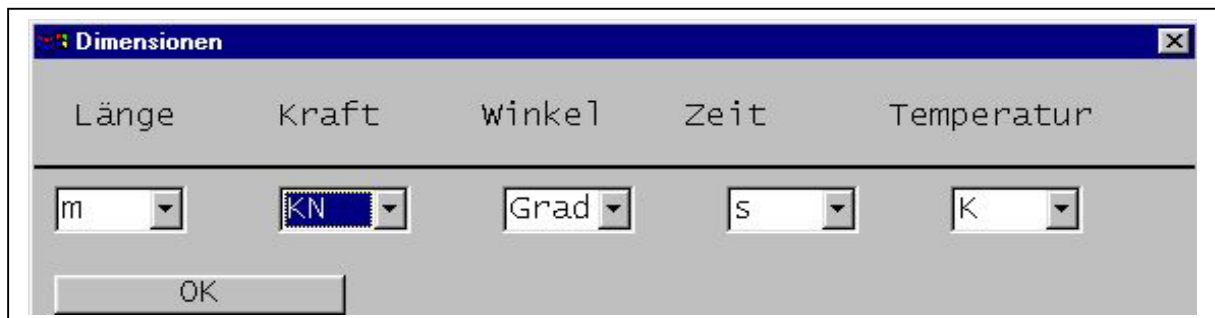 Dimensionen
Länge Kraft Winkel Zeit Temperatur
m KN Grad s K
OK